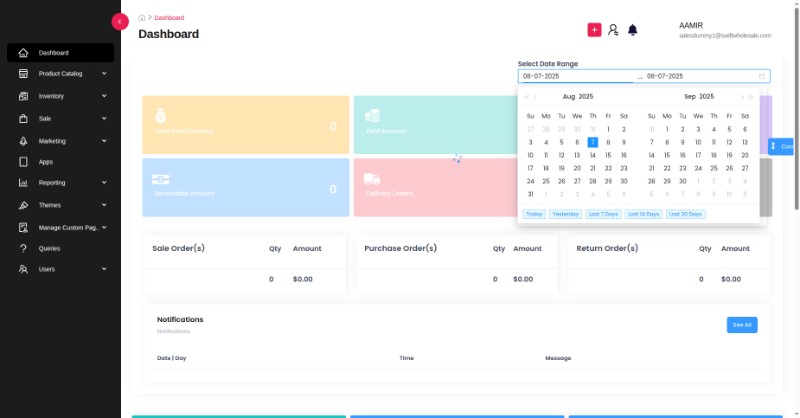 Dashboard
Dashboard
AAMIR
salesdummy1@swiftwholesale.com
Dashboard
Product Catalog
Inventory
Sale
Marketing
Apps
Reporting
Themes
Manage Custom Pag..
Queries
Users
Select Date Range
08-07-2025 → 08-07-2025
Aug 2025
Sep 2025
Su Mo Tu We Th Fr Sa
Su Mo Tu We Th Fr Sa
27 28 29 30 31 1 2
31 1 2 3 4 5 6
3 4 5 6 7 8 9
7 8 9 10 11 12 13
10 11 12 13 14 15 16
14 15 16 17 18 19 20
17 18 19 20 21 22 23
21 22 23 24 25 26 27
24 25 26 27 28 29 30
28 29 30 1 2 3 4
31 1 2 3 4 5 6
5 6 7 8 9 10 11
Today Yesterday Last 7 Days Last 14 Days Last 30 Days
0
Paid Amount
Receivable Amount
0
Delivery Orders
Sale Order(s) Qty Amount
0 $0.00
Purchase Order(s) Qty Amount
0 $0.00
Return Order(s) Qty Amount
0 $0.00
Notifications
Notifications
See All
Date | Day Time Message